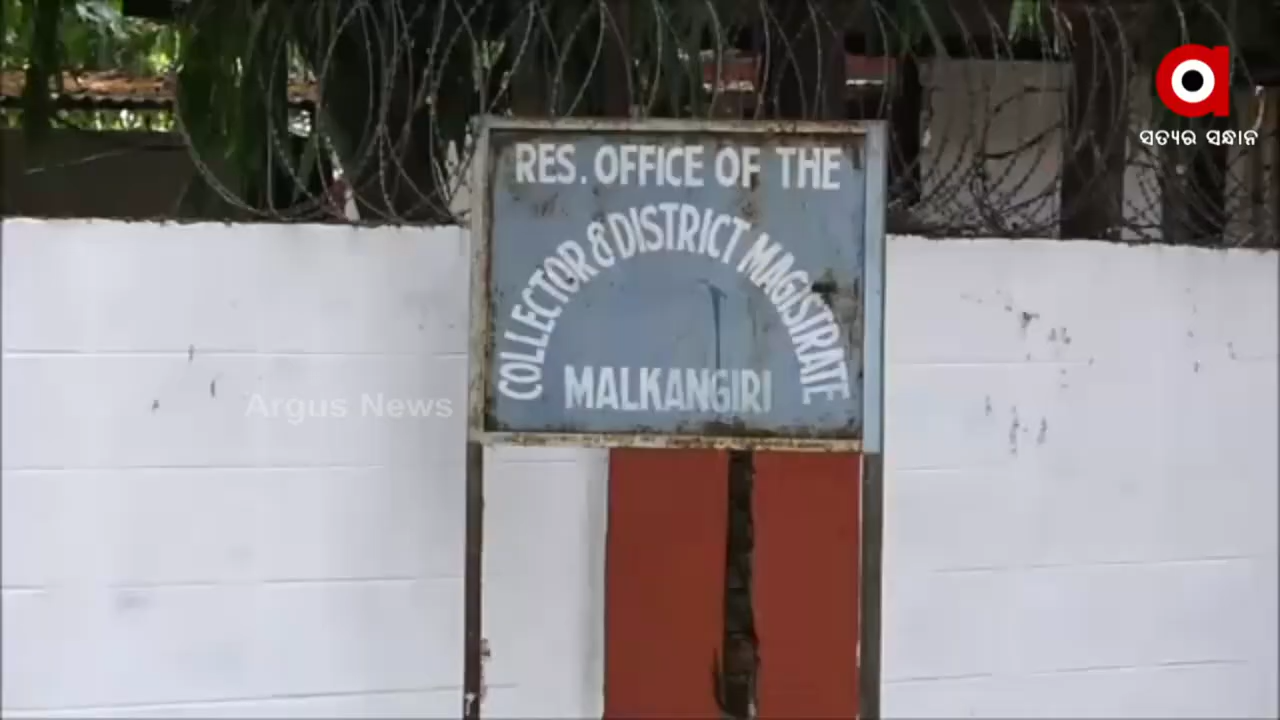 ସତ୍ୟର ସନ୍ଧାନ
RES. OFFICE OF THE
COLLECTOR & DISTRICT MAGISTRATE
MALKANGIRI
Argus News